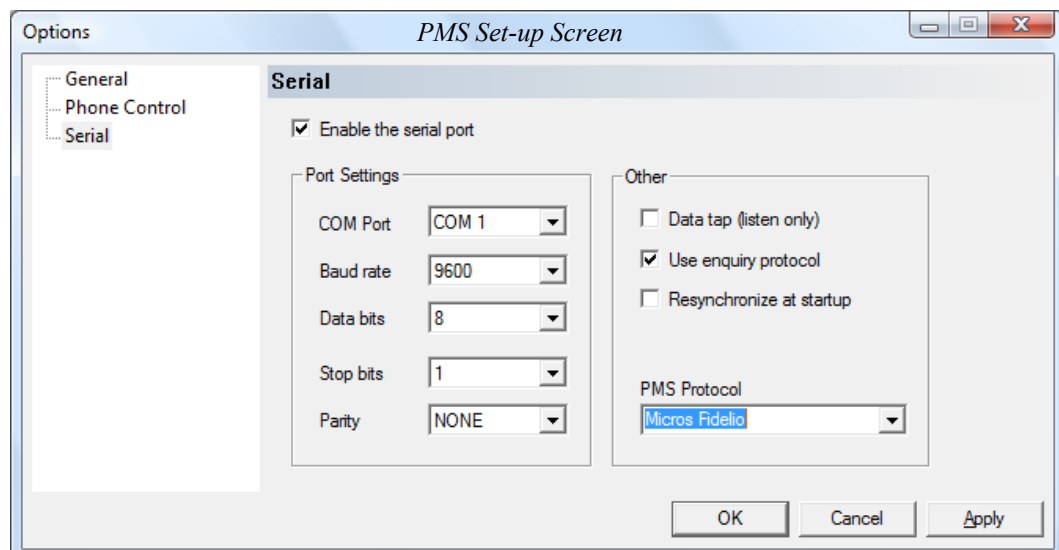 Options
PMS Set-up Screen
General
Phone Control
Serial
Serial
Enable the serial port
Port Settings
COM Port
COM 1
Baud rate
9600
Data bits
8
Stop bits
1
Parity
NONE
Other
Data tap (listen only)
Use enquiry protocol
Resynchronize at startup
PMS Protocol
Micros Fidelio
OK
Cancel
Apply